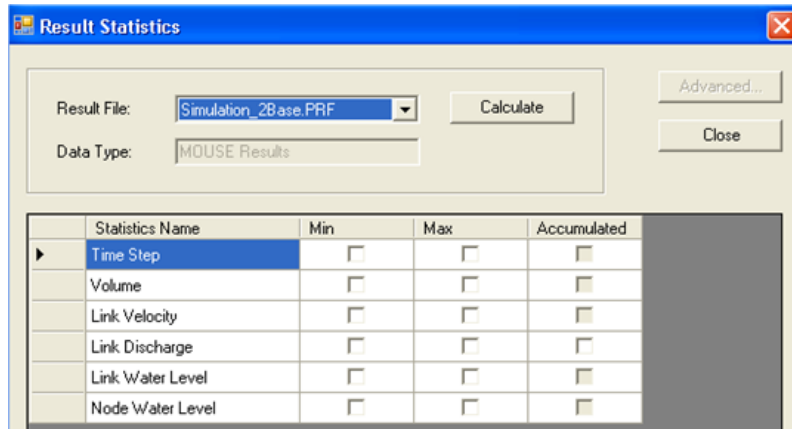 Result Statistics
Advanced...
Result File: Simulation_2Base.PRF Calculate
Close
Data Type: MOUSE Results
Statistics Name Min Max Accumulated
Time Step
Volume
Link Velocity
Link Discharge
Link Water Level
Node Water Level